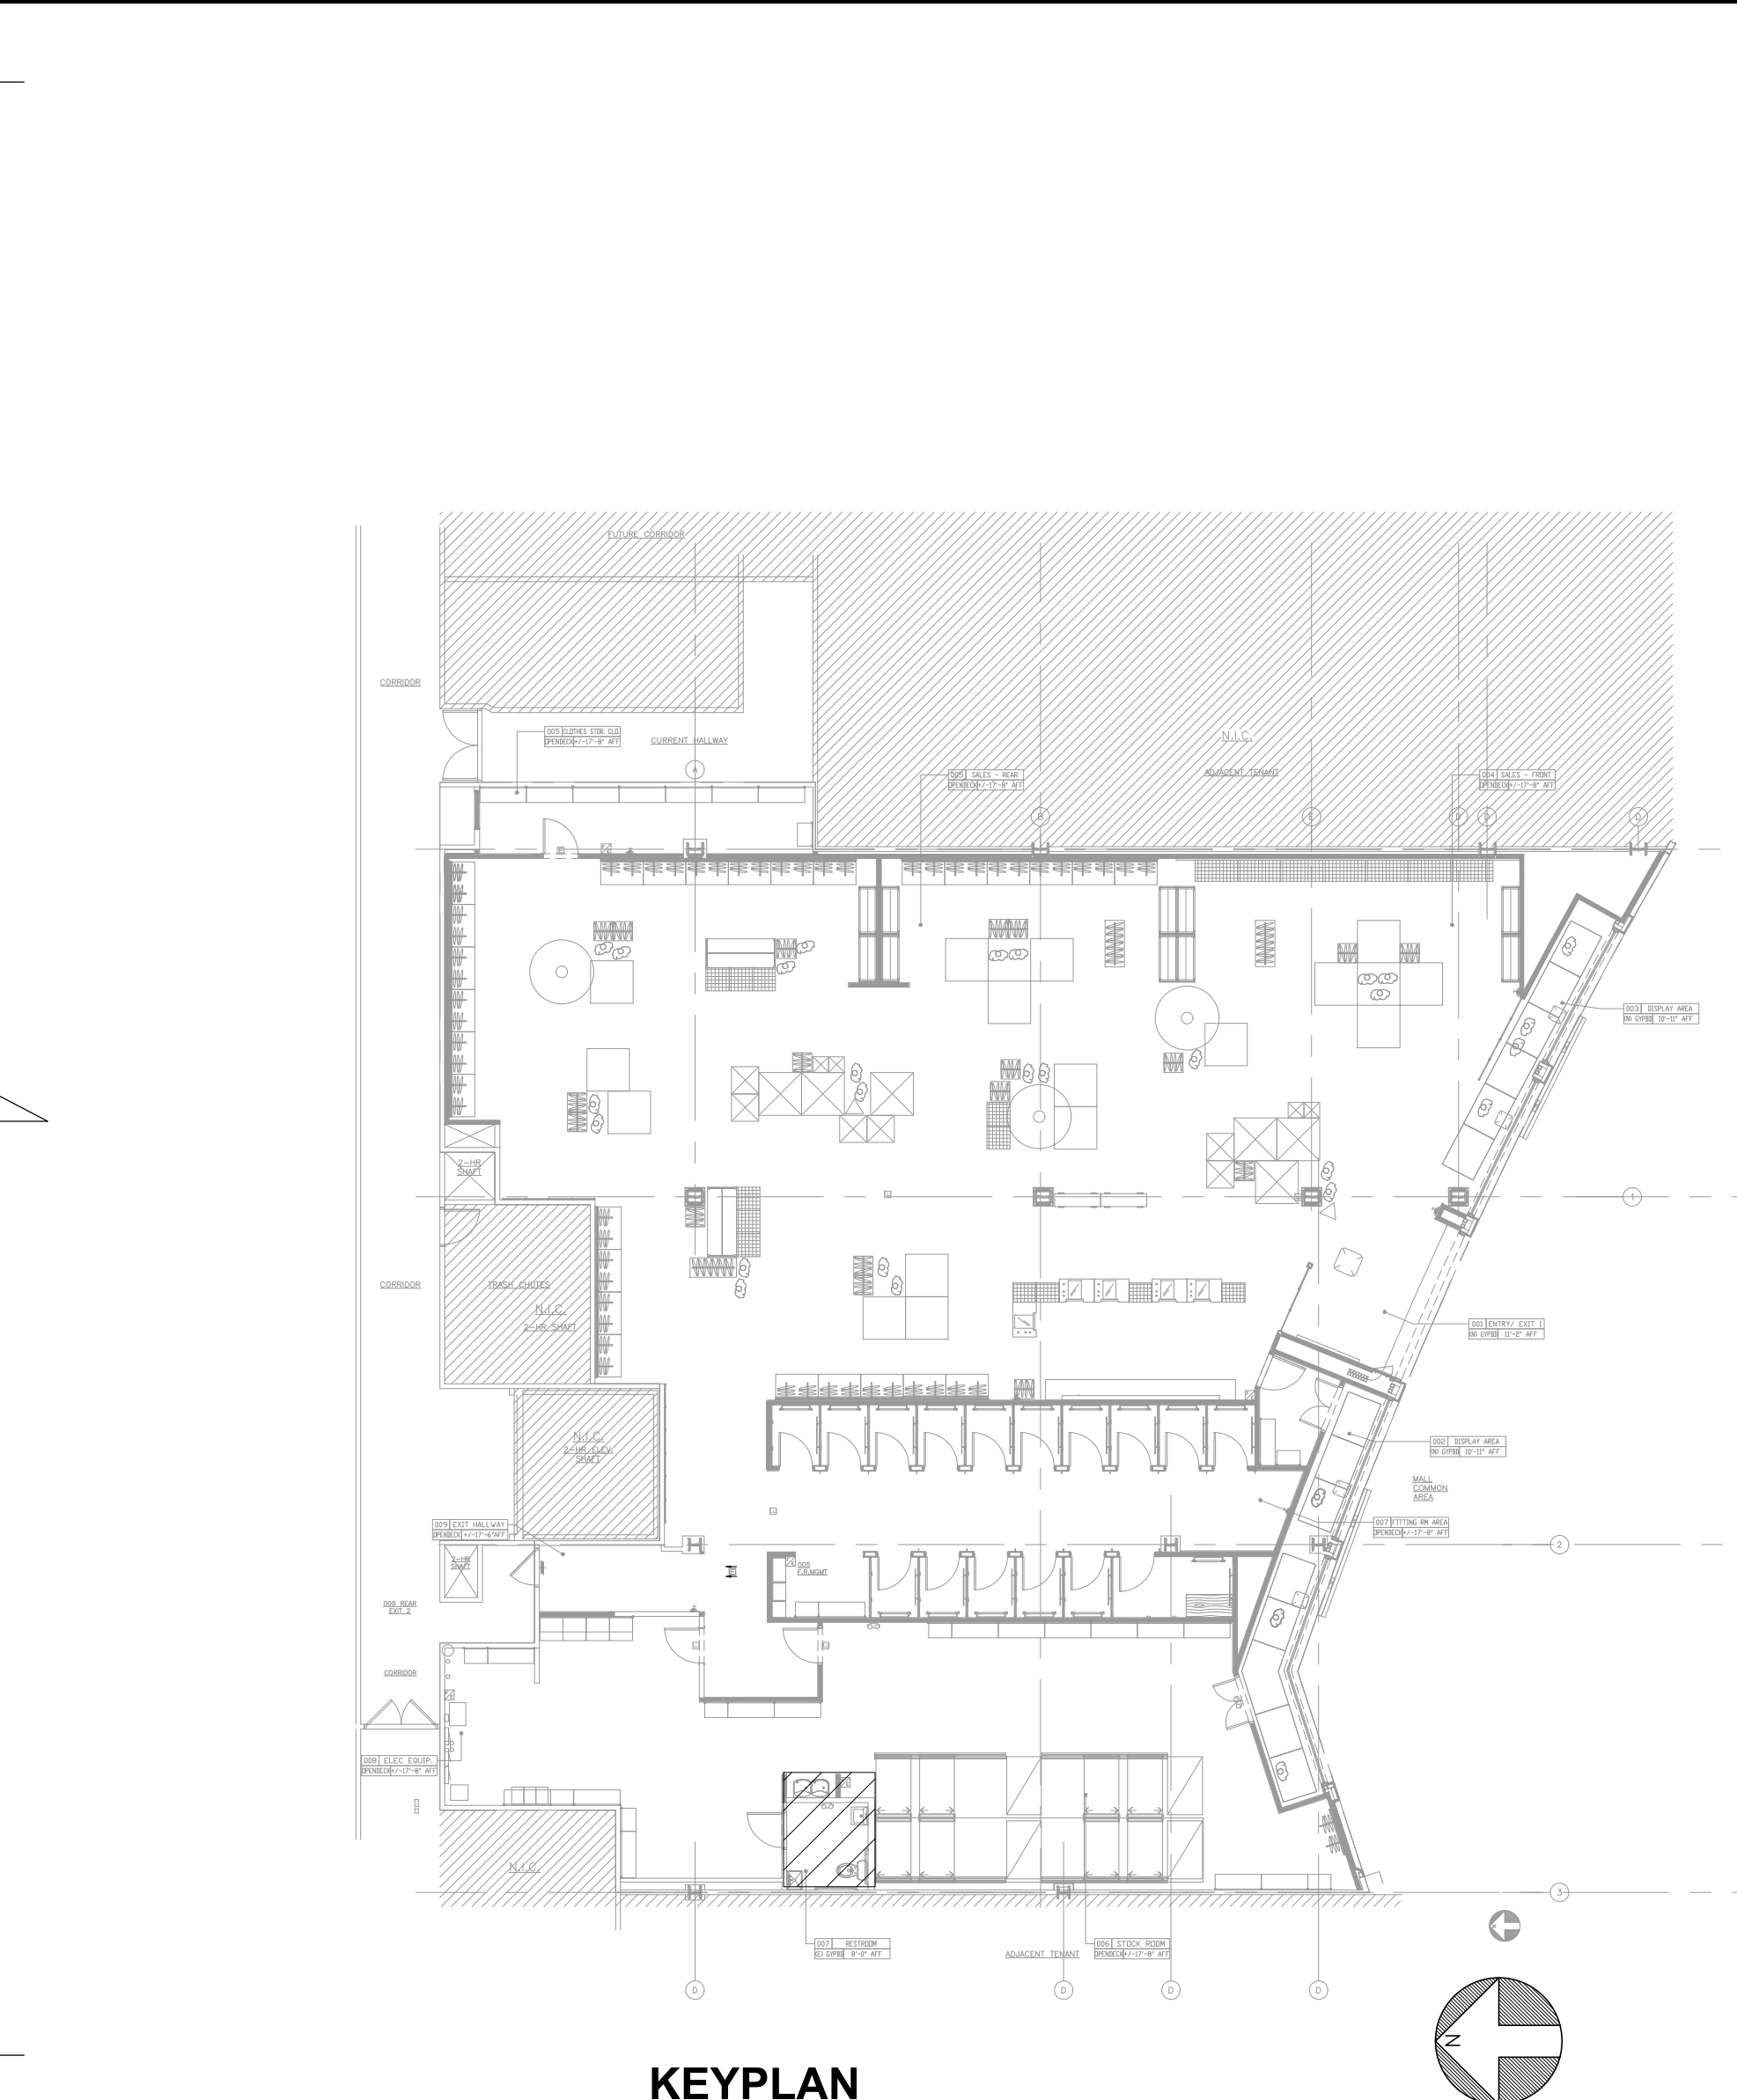 FUTURE CORRIDOR
CORRIDOR
005 CLOTHES STOR. CLO.
OPENDECK +/-17'-8" AFF
CURRENT HALLWAY
N.I.C.
ADJACENT TENANT
A
005 SALES - REAR
OPENDECK +/-17'-8" AFF
004 SALES - FRONT
OPENDECK +/-17'-8" AFF
B
E
D
D
D
003 DISPLAY AREA
(N) GYPBD 10'-11" AFF
2-HR
SHAFT
1
CORRIDOR
TRASH CHUTES
N.I.C.
2-HR SHAFT
001 ENTRY/ EXIT 1
(N) GYPBD 11'-2" AFF
N.I.C.
2-HR ELEV.
SHAFT
002 DISPLAY AREA
(N) GYPBD 10'-11" AFF
MALL
COMMON
AREA
009 EXIT HALLWAY
OPENDECK +/-17'-6"AFF
007 FITTING RM AREA
OPENDECK +/-17'-8" AFF
2
2-HR
SHAFT
005
F.R.MGMT
009 REAR
EXIT 2
CORRIDOR
008 ELEC EQUIP.
OPENDECK +/-17'-8" AFF
N.I.C.
3
007 RESTROOM
(E) GYPBD 8'-0" AFF
ADJACENT TENANT
006 STOCK ROOM
OPENDECK +/-17'-8" AFF
D
D
D
D
N
KEYPLAN